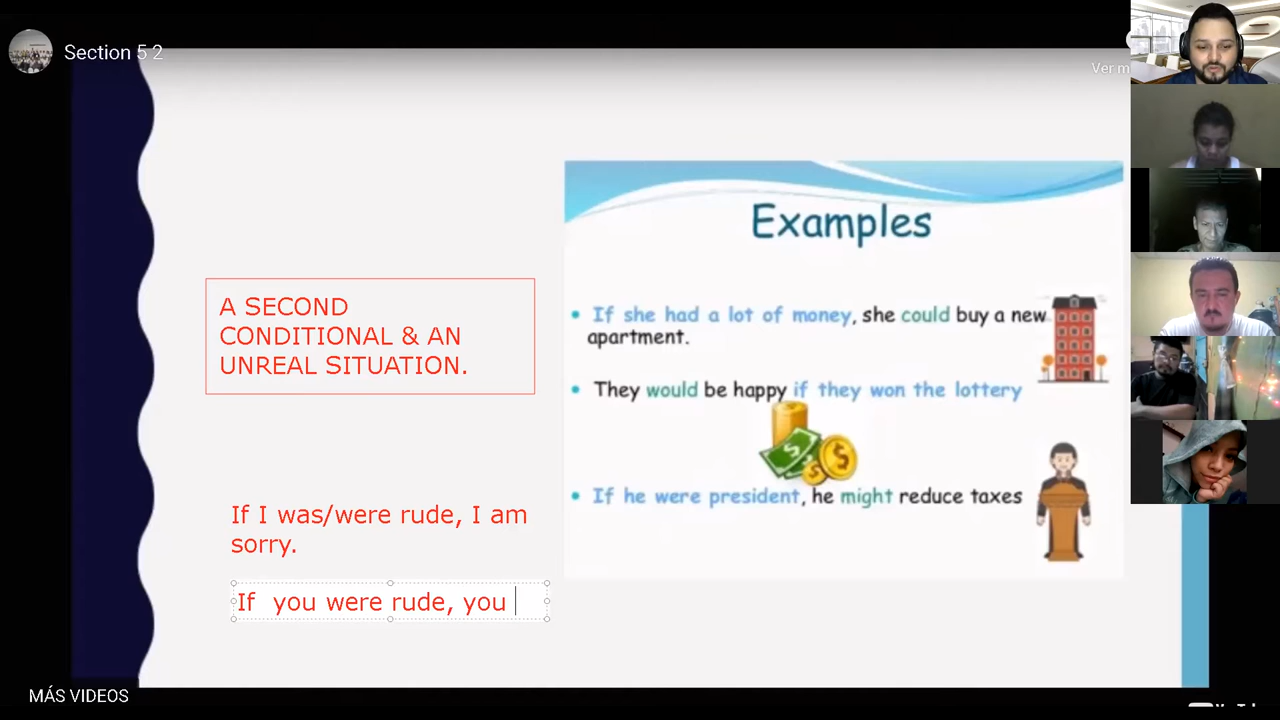 Section 5 2
Ver m
A SECOND
CONDITIONAL & AN
UNREAL SITUATION.
If I was/were rude, I am
sorry.
If you were rude, you
Examples
• If she had a lot of money, she could buy a new
apartment.
• They would be happy if they won the lottery
• If he were president, he might reduce taxes
MÁS VIDEOS